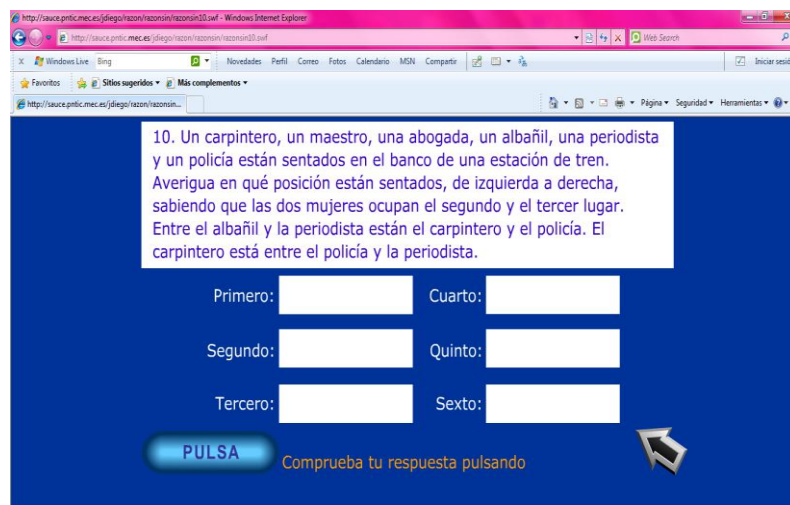 http://sauce.pntic.mec.es/jdiego/razon/razonsin/razonsin10.swf - Windows Internet Explorer
http://sauce.pntic.mec.es/jdiego/razon/razonsin/razonsin10.swf
Web Search
X Windows Live Bing Novedades Perfil Correo Fotos Calendario MSN Compartir
Favoritos Sitios sugeridos Más complementos
http://sauce.pntic.mec.es/jdiego/razon/razonsin... Página Seguridad Herramientas
10. Un carpintero, un maestro, una abogada, un albañil, una periodista
y un policía están sentados en el banco de una estación de tren.
Averigua en qué posición están sentados, de izquierda a derecha,
sabiendo que las dos mujeres ocupan el segundo y el tercer lugar.
Entre el albañil y la periodista están el carpintero y el policía. El
carpintero está entre el policía y la periodista.
Primero: Cuarto:
Segundo: Quinto:
Tercero: Sexto:
PULSA
Comprueba tu respuesta pulsando